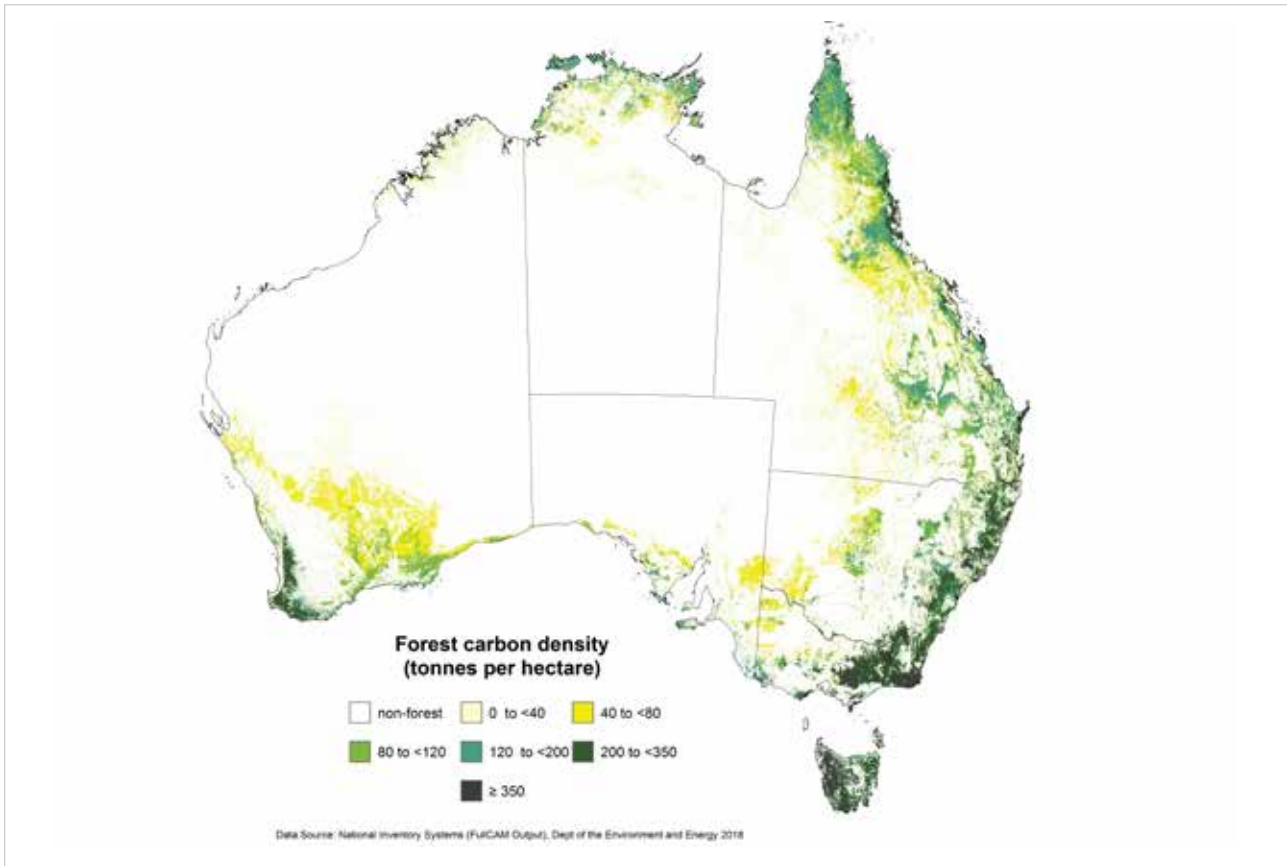 Forest carbon density
(tonnes per hectare)
non-forest 0 to <40 40 to <80
80 to <120 120 to <200 200 to <350
≥ 350
Data Source: National Inventory Systems (FullCAM Output), Dept of the Environment and Energy 2018